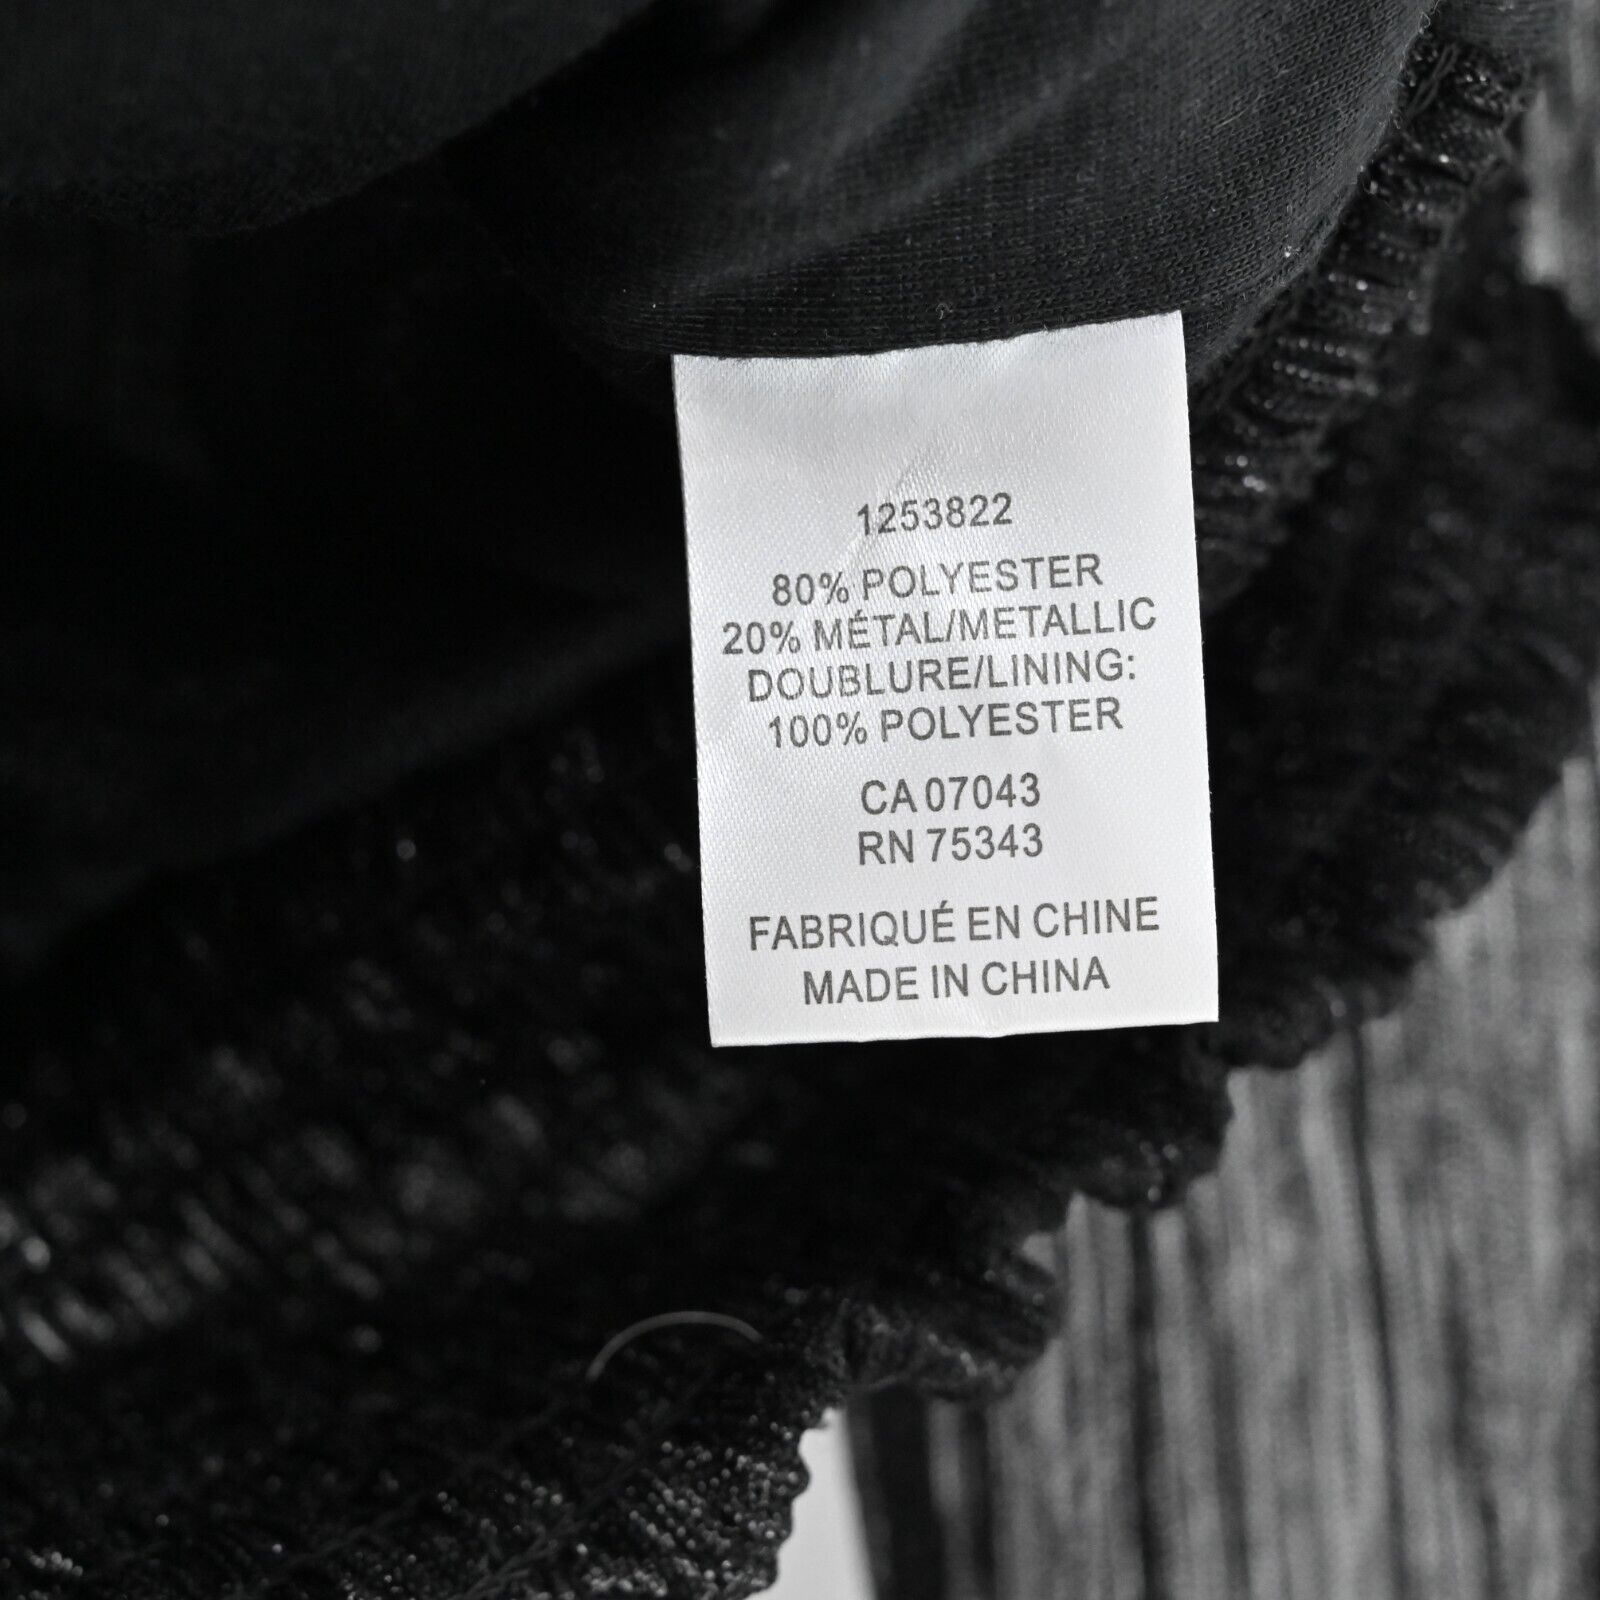 1253822
80% POLYESTER
20% MÉTAL/METALLIC
DOUBLURE/LINING:
100% POLYESTER
CA 07043
RN 75343
FABRIQUÉ EN CHINE
MADE IN CHINA